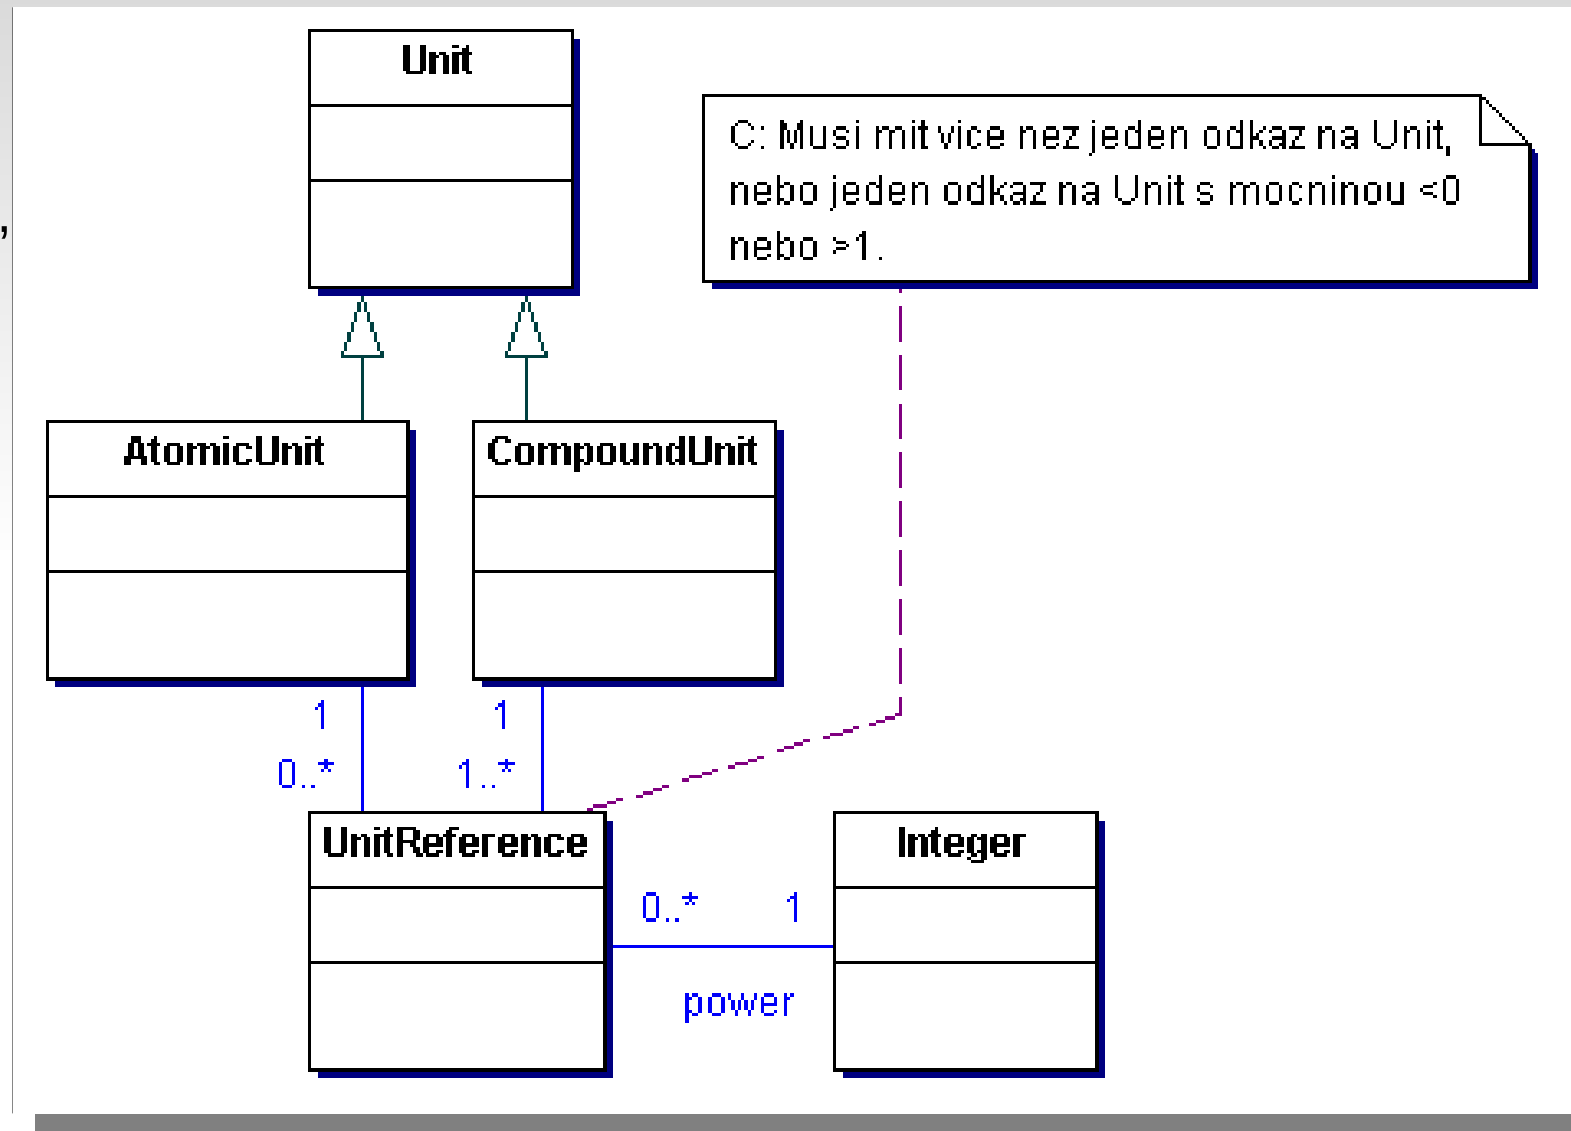 Unit
C: Musi mit vice nez jeden odkaz na Unit,
nebo jeden odkaz na Unit s mocninou <0
nebo >1.
,
AtomicUnit
CompoundUnit
1
1
0..*
1..*
UnitReference
Integer
0..*
1
power